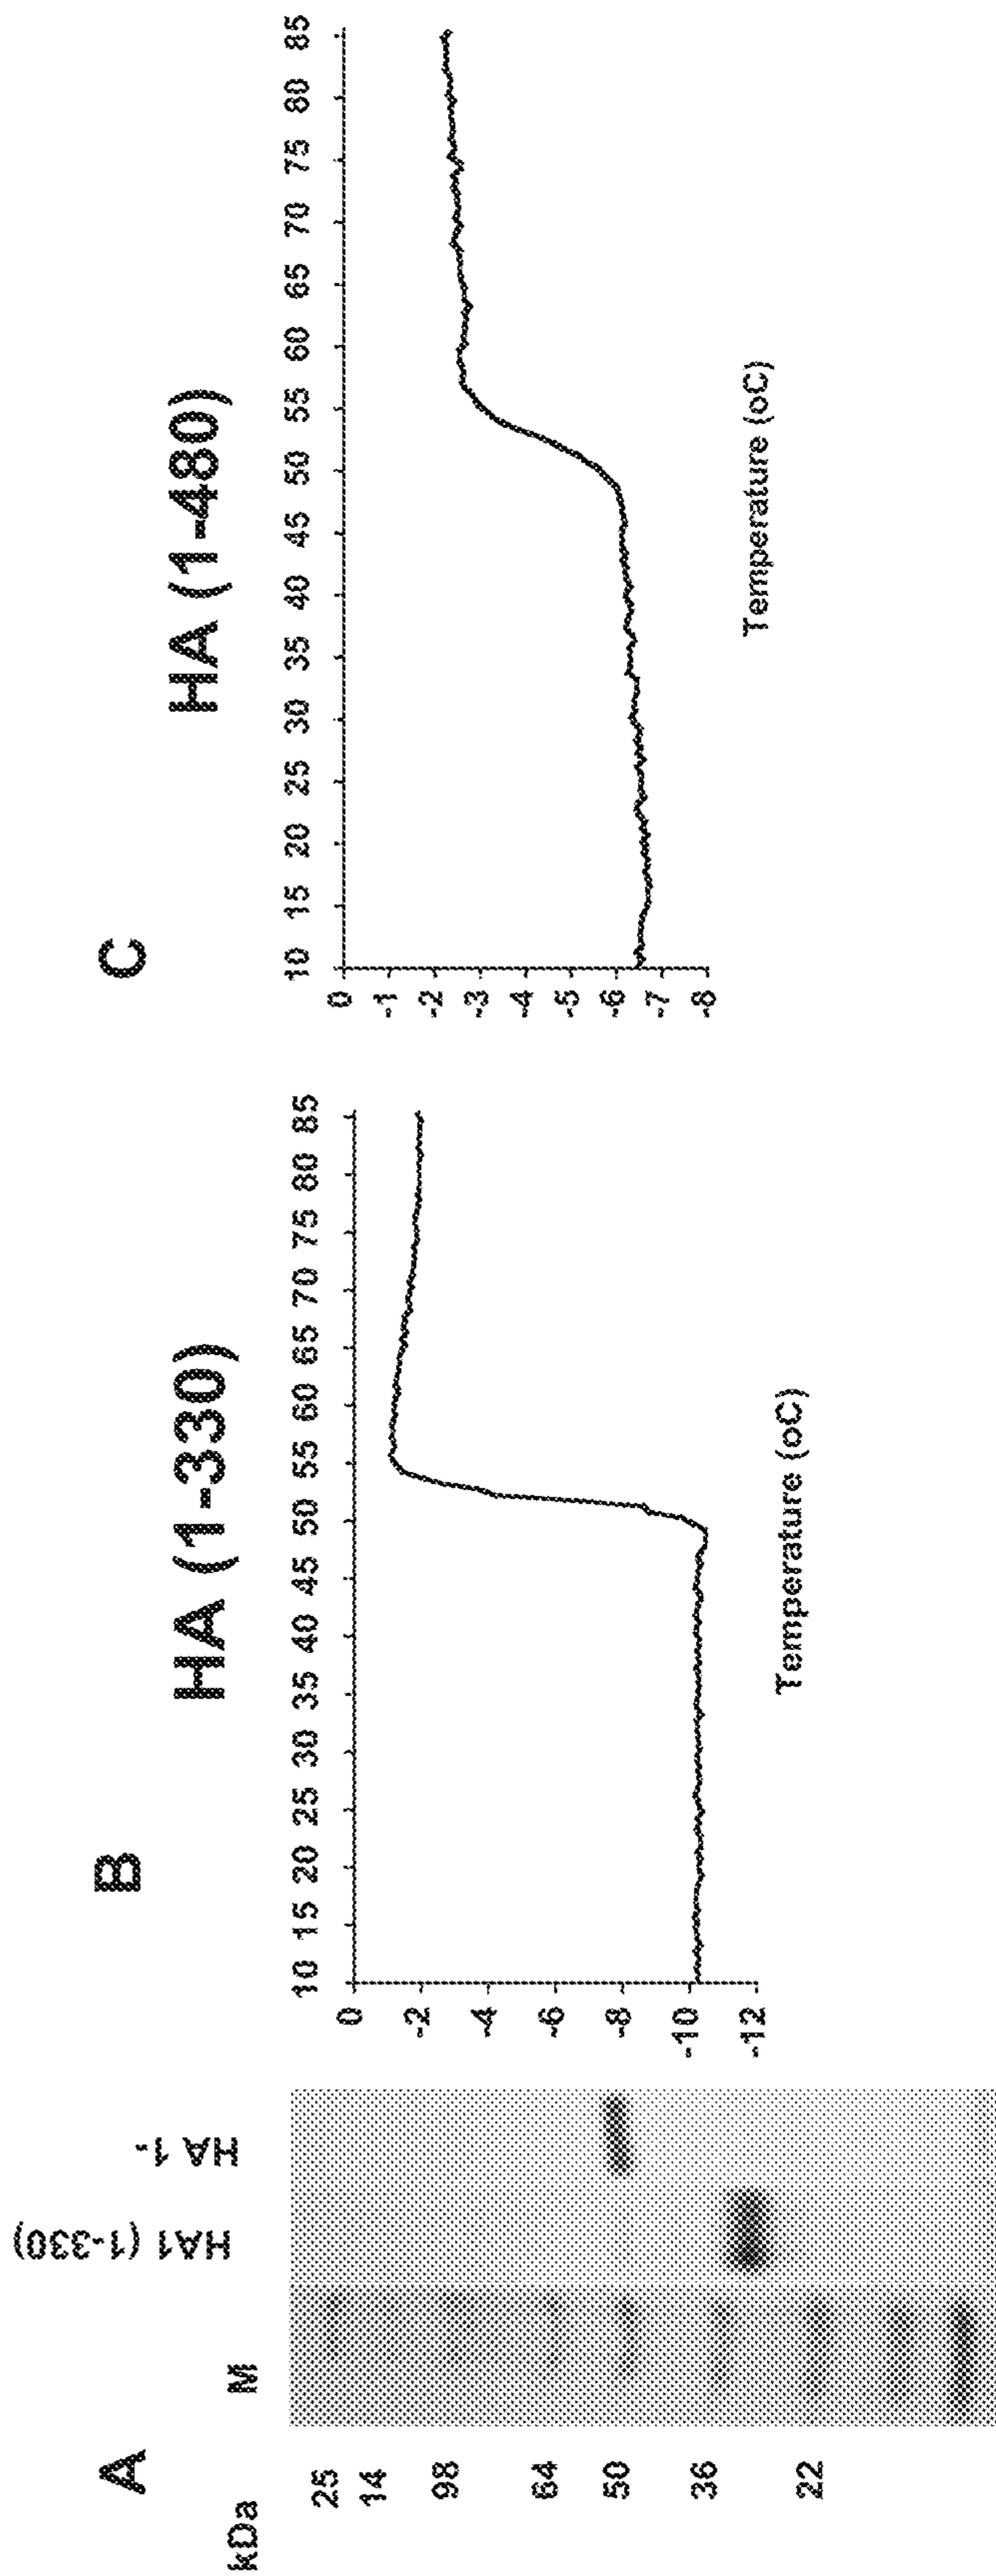 A
kDa
M
HA1 (1-330)
HA 1-
25
14
98
64
50
36
22
B
HA (1-330)
10 15 20 25 30 35 40 45 50 55 60 65 70 75 80 85
0
-2
-4
-6
-8
-10
-12
Temperature (oC)
C
HA (1-480)
10 15 20 25 30 35 40 45 50 55 60 65 70 75 80 85
0
-1
-2
-3
-4
-5
-6
-7
-8
Temperature (oC)